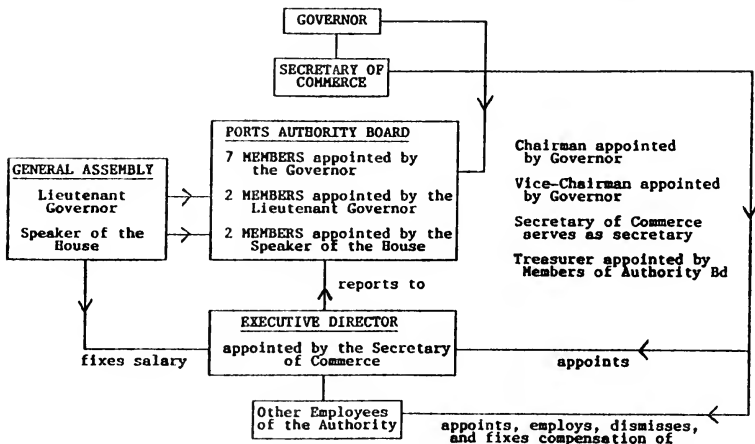 GOVERNOR
SECRETARY OF
COMMERCE
PORTS AUTHORITY BOARD
7 MEMBERS appointed by
the Governor
2 MEMBERS appointed by the
Lieutenant Governor
2 MEMBERS appointed by the
Speaker of the House
GENERAL ASSEMBLY
Lieutenant
Governor
Speaker of the
House
Chairman appointed
by Governor
Vice-Chairman appointed
by Governor
Secretary of Commerce
serves as secretary
Treasurer appointed by
Members of Authority Bd
reports to
EXECUTIVE DIRECTOR
appointed by the Secretary
of Commerce
fixes salary
appoints
Other Employees
of the Authority
appoints, employs, dismisses,
and fixes compensation of